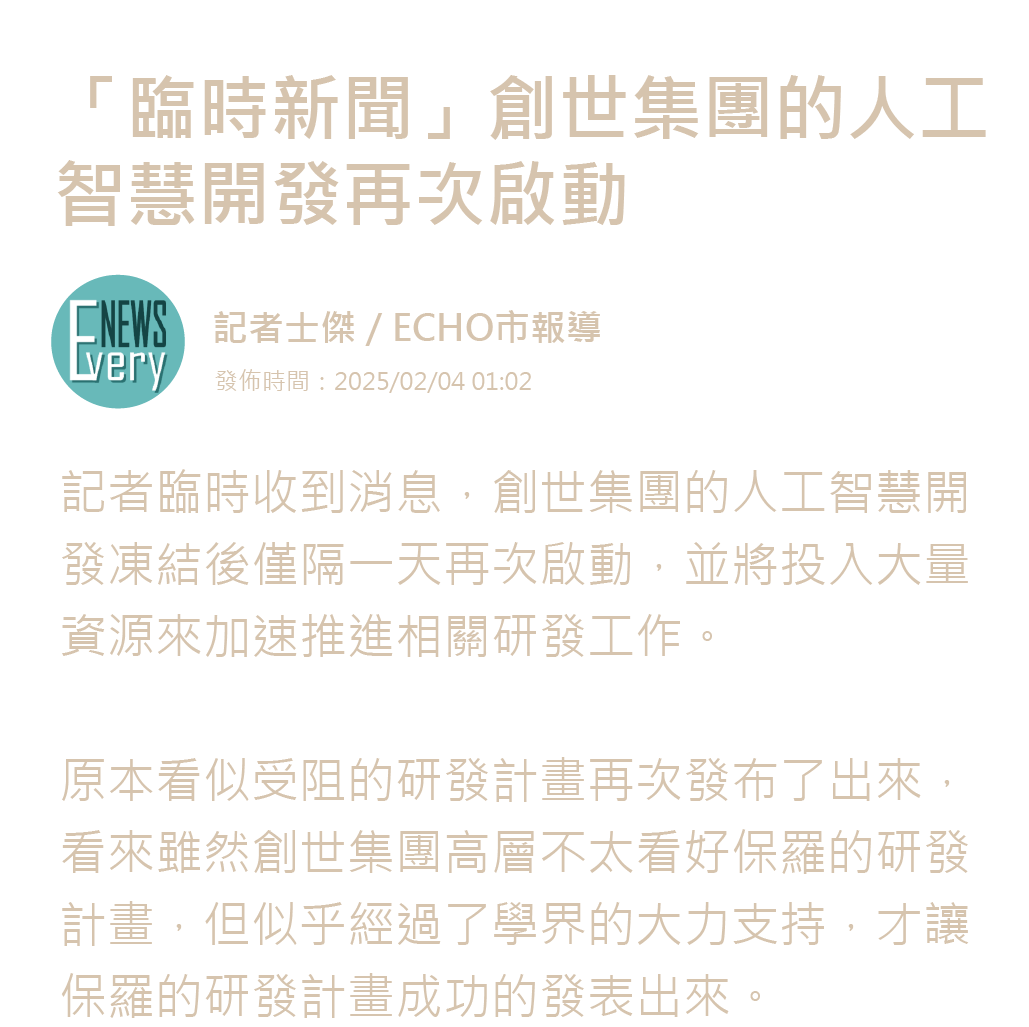 「臨時新聞」創世集團的人工
智慧開發再次啟動
Every NEWS
記者士傑 / ECHO市報導
發佈時間：2025/02/04 01:02
記者臨時收到消息，創世集團的人工智慧開
發凍結後僅隔一天再次啟動，並將投入大量
資源來加速推進相關研發工作。
原本看似受阻的研發計畫再次發布了出來，
看來雖然創世集團高層不太看好保羅的研發
計畫，但似乎經過了學界的大力支持，才讓
保羅的研發計畫成功的發表出來。